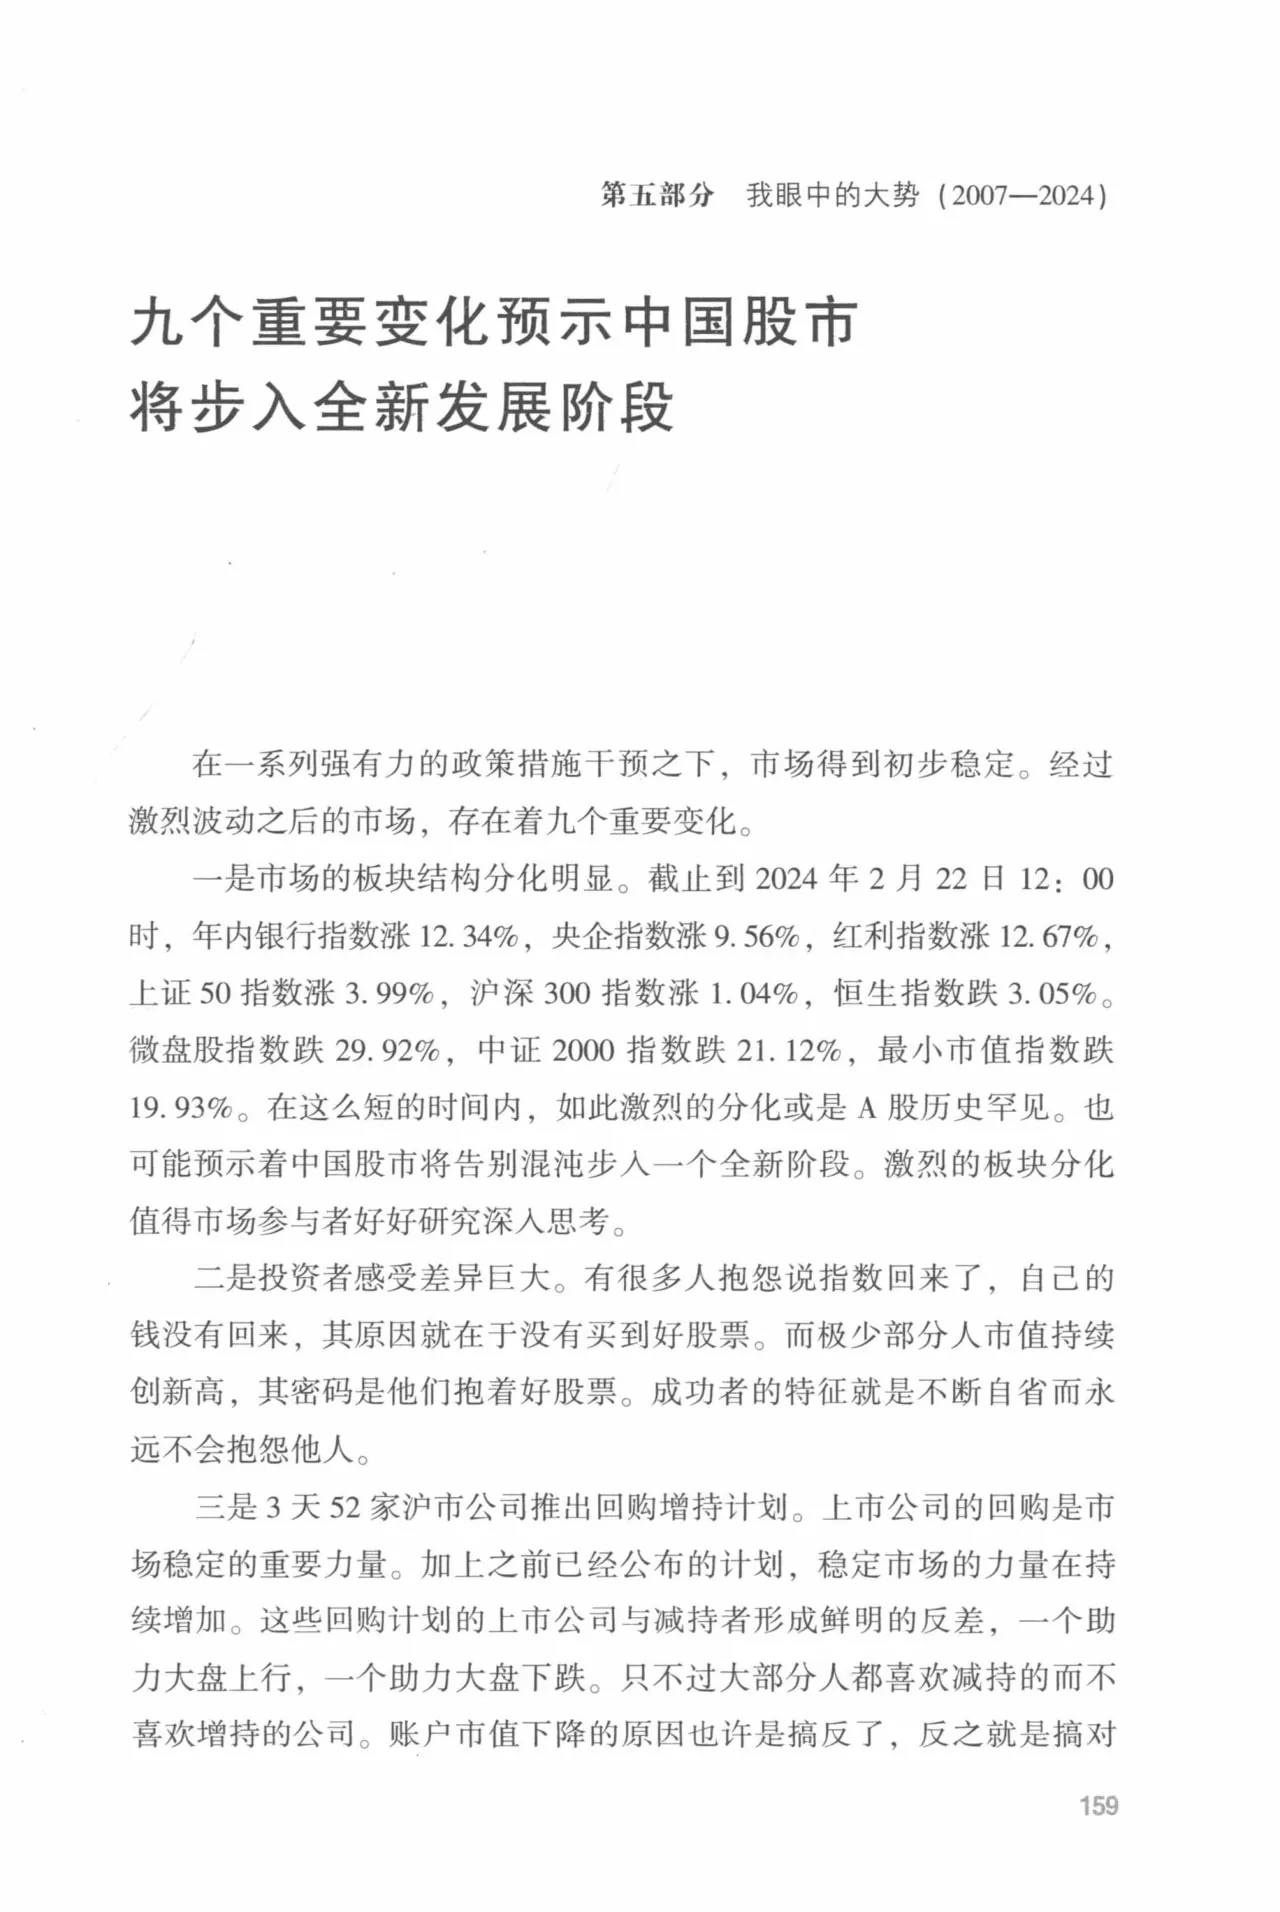 第五部分 我眼中的大势（2007—2024）
九个重要变化预示中国股市
将步入全新发展阶段
在一系列强有力的政策措施干预之下，市场得到初步稳定。经过
激烈波动之后的市场，存在着九个重要变化。
一是市场的板块结构分化明显。截止到 2024 年 2 月 22 日 12：00
时，年内银行指数涨 12.34%，央企指数涨 9.56%，红利指数涨 12.67%，
上证 50 指数涨 3.99%，沪深 300 指数涨 1.04%，恒生指数跌 3.05%。
微盘股指数跌 29.92%，中证 2000 指数跌 21.12%，最小市值指数跌
19.93%。在这么短的时间内，如此激烈的分化或是 A 股历史罕见。也
可能预示着中国股市将告别混沌步入一个全新阶段。激烈的板块分化
值得市场参与者好好研究深入思考。
二是投资者感受差异巨大。有很多人抱怨说指数回来了，自己的
钱没有回来，其原因就在于没有买到好股票。而极少部分人市值持续
创新高，其密码是他们抱着好股票。成功者的特征就是不断自省而永
远不会抱怨他人。
三是 3 天 52 家沪市公司推出回购增持计划。上市公司的回购是市
场稳定的重要力量。加上之前已经公布的计划，稳定市场的力量在持
续增加。这些回购计划的上市公司与减持者形成鲜明的反差，一个助
力大盘上行，一个助力大盘下跌。只不过大部分人都喜欢减持的而不
喜欢增持的公司。账户市值下降的原因也许是搞反了，反之就是搞对
159